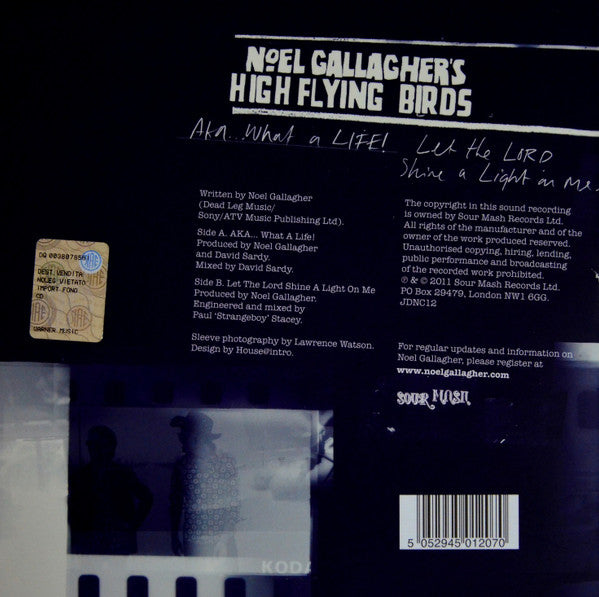 NOEL GALLAGHER'S
HIGH FLYING BIRDS
AKA... What a LIFE!
Let the LORD
Shine a Light on Me.
Written by Noel Gallagher
(Dead Leg Music/
Sony/ATV Music Publishing Ltd).
Side A. AKA... What A Life!
Produced by Noel Gallagher
and David Sardy.
Mixed by David Sardy.
Side B. Let The Lord Shine A Light On Me
Produced by Noel Gallagher.
Engineered and mixed by
Paul 'Strangeboy' Stacey.
Sleeve photography by Lawrence Watson.
Design by House@intro.
The copyright in this sound recording
is owned by Sour Mash Records Ltd.
All rights of the manufacturer and of the
owner of the work produced reserved.
Unauthorised copying, hiring, lending,
public performance and broadcasting
of the recorded work prohibited.
℗ & © 2011 Sour Mash Records Ltd.
PO Box 29479, London NW1 6GG.
JDNC12
For regular updates and information on
Noel Gallagher, please register at
www.noelgallagher.com
SOUR MASH
DEST.VENDITA
NOLEG VIETATO
IMPORT FONO
CD
WARNER MUSIC
KODA
5 052945 012070